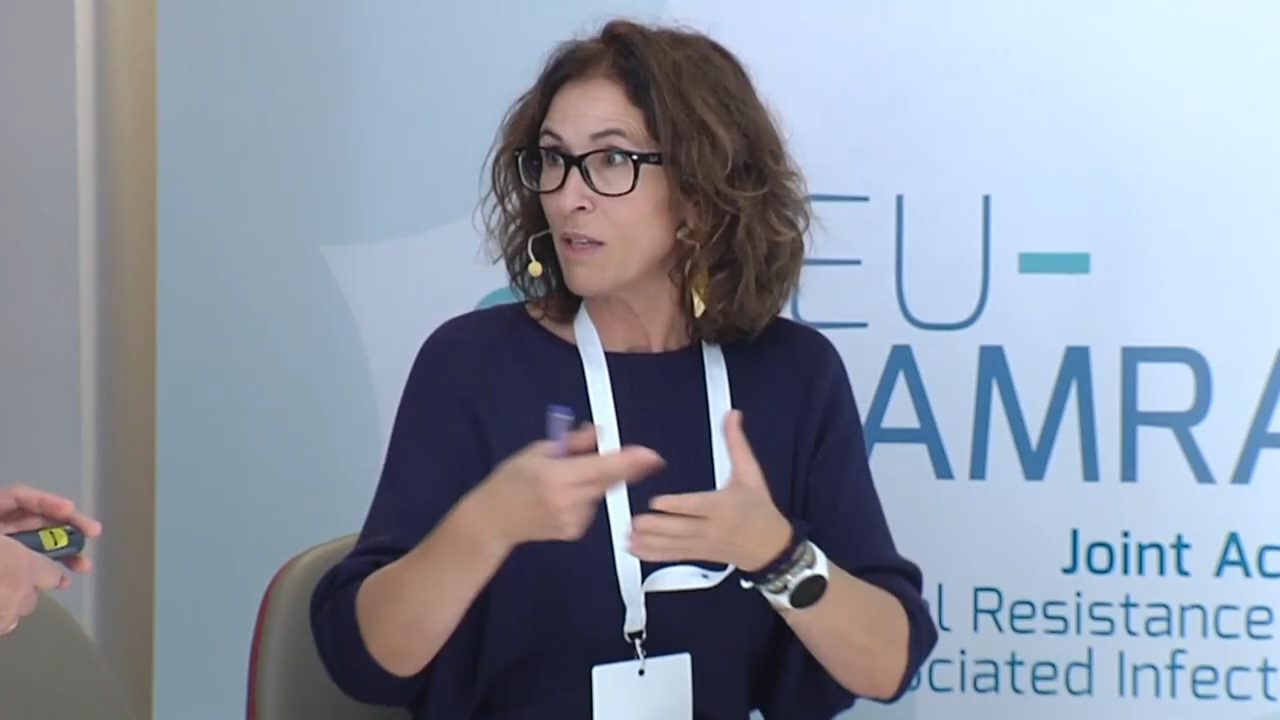 EU-
AMRA
Joint Ac
l Resistance
ociated Infect